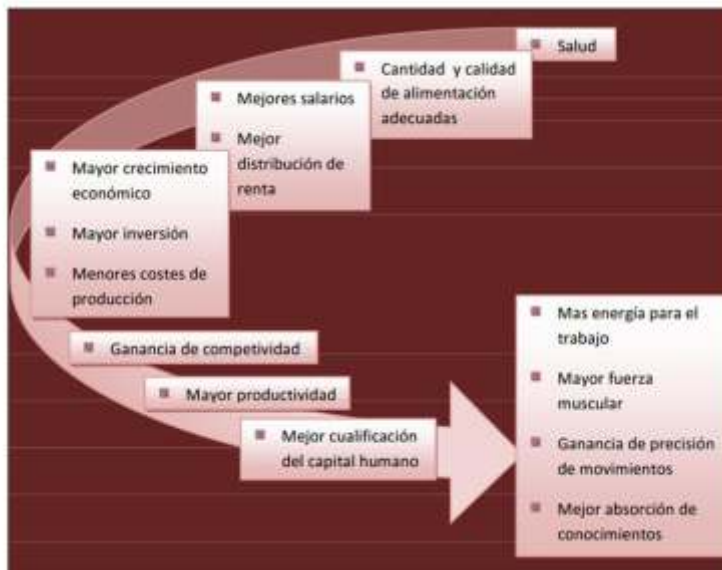 Salud
Cantidad y calidad
de alimentación
adecuadas
Mejores salarios
Mejor
distribución de
renta
Mayor crecimiento
económico
Mayor inversión
Menores costes de
producción
Ganancia de competividad
Mayor productividad
Mejor cualificación
del capital humano
Mas energía para el
trabajo
Mayor fuerza
muscular
Ganancia de precisión
de movimientos
Mejor absorción de
conocimientos